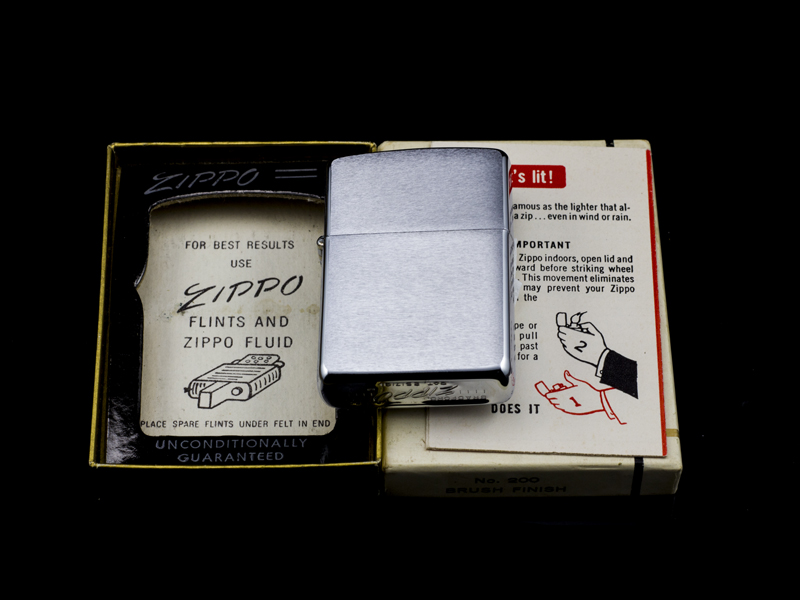 ZIPPO
FOR BEST RESULTS
USE
ZIPPO
FLINTS AND
ZIPPO FLUID
PLACE SPARE FLINTS UNDER FELT IN END
UNCONDITIONALLY
GUARANTEED
's lit!
amous as the lighter that al-
a zip . . . even in wind or rain.
MPORTANT
Zippo indoors, open lid and
ward before striking wheel
. This movement eliminates
may prevent your Zippo
. the
pe or
pull
past
for a
2
1
DOES IT
ZIPPO
No. 200
BRUSH FINISH